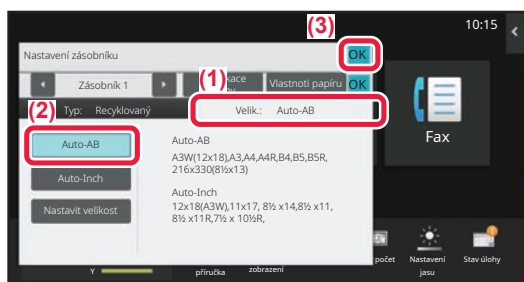 (3)
10:15
Nastavení zásobníku
OK
Zásobník 1
(1)
Vlastnoti papíru
OK
(2)
Typ: Recyklovaný
Velik.: Auto-AB
Auto-AB
Auto-Inch
Nastavit velikost
Auto-AB
A3W(12x18),A3,A4,A4R,B4,B5,B5R,
216x330(8½x13)
Auto-Inch
12x18(A3W),11x17, 8½ x14,8½ x11,
8½ x11R,7½ x 10½R,
Fax
Y
příručka
zobrazení
počet
Nastavení
jasu
Stav úlohy